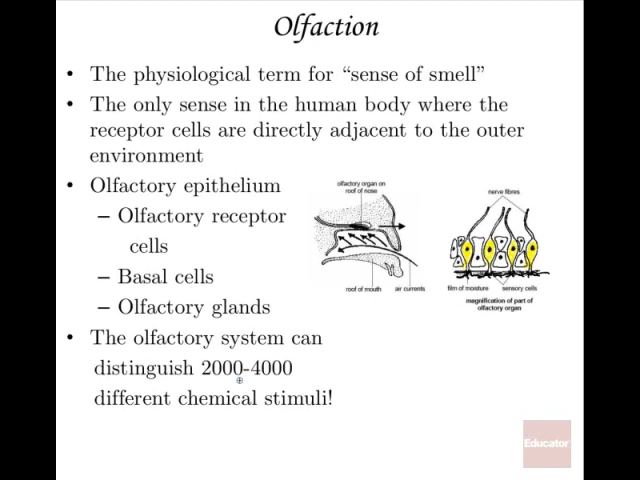 Olfaction
• The physiological term for “sense of smell”
• The only sense in the human body where the
receptor cells are directly adjacent to the outer
environment
• Olfactory epithelium
– Olfactory receptor
cells
– Basal cells
– Olfactory glands
• The olfactory system can
distinguish 2000-4000
different chemical stimuli!
olfactory organ on
roof of nose
roof of mouth
air currents
nerve fibres
film of moisture
sensory cells
magnification of part of
olfactory organ
Educator